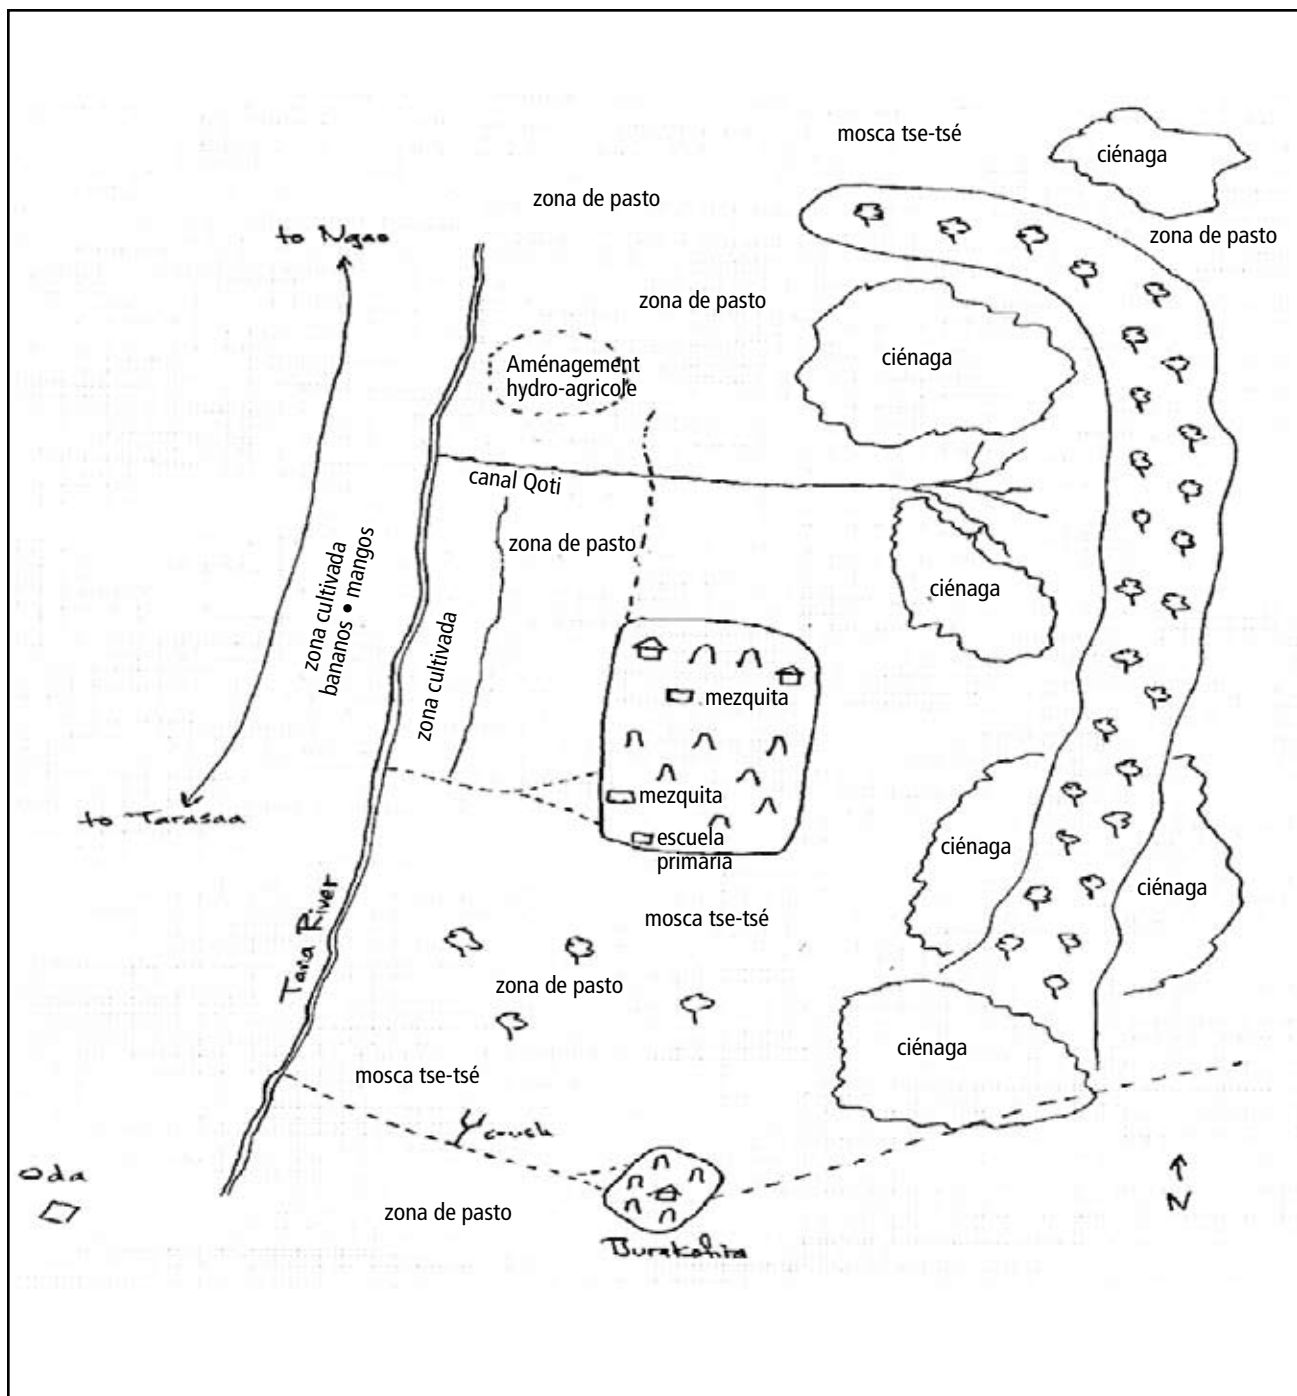 mosca tse-tsé
ciénaga
zona de pasto
zona de pasto
to Ngao
zona de pasto
ciénaga
Aménagement
hydro-agricole
canal Qoti
zona de pasto
zona cultivada
bananos • mangos
ciénaga
zona cultivada
mezquita
mezquita
to Tarasaa
escuela
primaria
ciénaga
ciénaga
mosca tse-tsé
Tana River
zona de pasto
ciénaga
mosca tse-tsé
Oda
N
zona de pasto